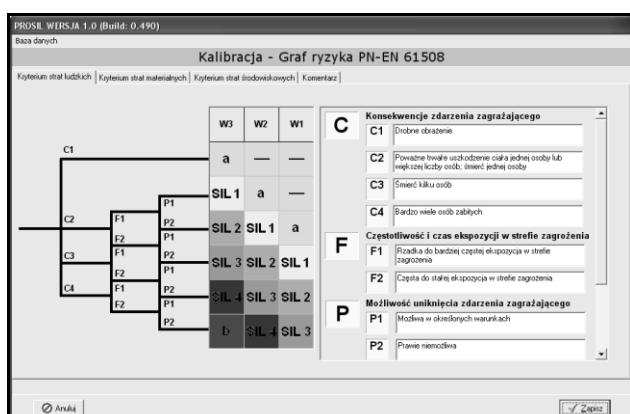 PROSIL WERSJA 1.0 (Build: 0.490)
Baza danych
Kalibracja - Graf ryzyka PN-EN 61508
Kryterium strat ludzkich Kryterium strat materialnych Kryterium strat środowiskowych Komentarz
W3 W2 W1
C1
a — —
P1
SIL 1 a —
C2 F1 P2
SIL 2 SIL 1 a
F2 P1
C3 F1 P2
SIL 3 SIL 2 SIL 1
F2 P1
C4 F1 P2
SIL 4 SIL 3 SIL 2
F2 P1
P2
b SIL 4 SIL 3
C Konsekwencje zdarzenia zagrażającego
C1 Drobne obrażenie
C2 Poważne trwałe uszkodzenie ciała jednej osoby lub
większej liczby osób; śmierć jednej osoby
C3 Śmierć kilku osób
C4 Bardzo wiele osób zabitych
F Częstotliwość i czas ekspozycji w strefie zagrożenia
F1 Rzadka do bardziej częstej ekspozycja w strefie
zagrożenia
F2 Częsta do stałej ekspozycja w strefie zagrożenia
P Możliwość uniknięcia zdarzenia zagrażającego
P1 Możliwa w określonych warunkach
P2 Prawie niemożliwa
Anuluj
Zapisz